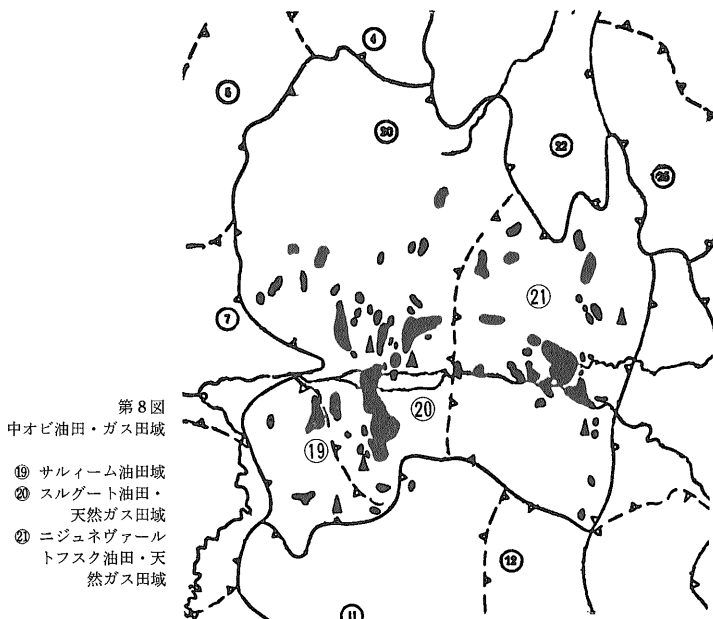 第8図
中オビ油田・ガス田域
⑲ サルィーム油田域
⑳ スルグート油田・
天然ガス田域
㉑ ニジュネヴァール
トフスク油田・天
然ガス田域
④
⑳
㉒
⑦
㉑
⑳
⑲
⑫
⑪